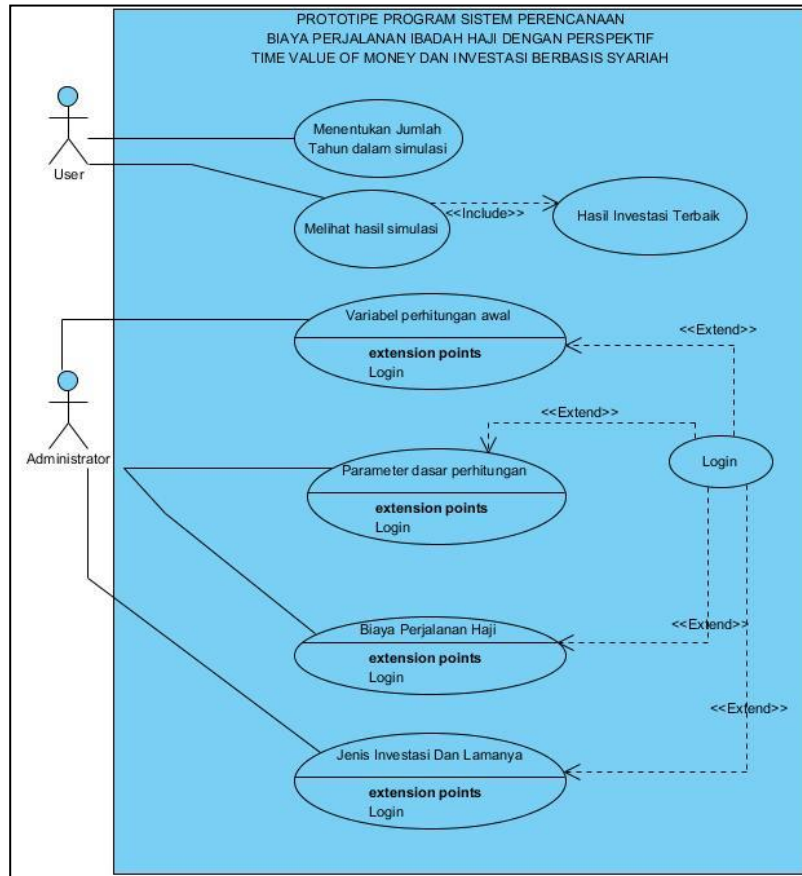 PROTOTIPE PROGRAM SISTEM PERENCANAAN
BIAYA PERJALANAN IBADAH HAJI DENGAN PERSPEKTIF
TIME VALUE OF MONEY DAN INVESTASI BERBASIS SYARIAH
User
Menentukan Jumlah
Tahun dalam simulasi
Melihat hasil simulasi
<<Include>>
Hasil Investasi Terbaik
Administrator
Variabel perhitungan awal
extension points
Login
<<Extend>>
Parameter dasar perhitungan
extension points
Login
<<Extend>>
Login
Biaya Perjalanan Haji
extension points
Login
<<Extend>>
Jenis Investasi Dan Lamanya
extension points
Login
<<Extend>>